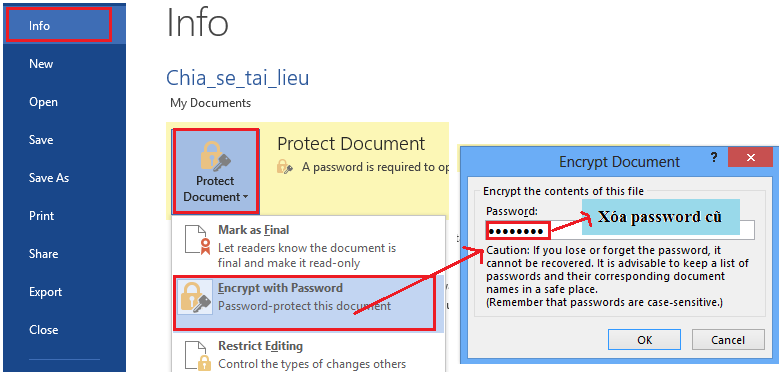 Info
New
Open
Save
Save As
Print
Share
Export
Close
Info
Chia_se_tai_lieu
My Documents
Protect
Document
Protect Document
A password is required to op
Mark as Final
Let readers know the document is
final and make it read-only
Encrypt with Password
Password-protect this document
Restrict Editing
Control the types of changes others
Encrypt Document
?
Encrypt the contents of this file
Password:
Xóa password cũ
Caution: If you lose or forget the password, it
cannot be recovered. It is advisable to keep a list of
passwords and their corresponding document
names in a safe place.
(Remember that passwords are case-sensitive.)
OK
Cancel